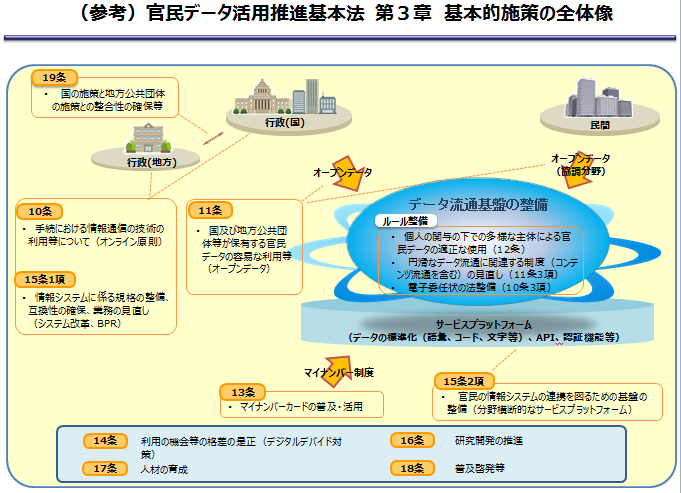 （参考）官民データ活用推進基本法 第３章 基本的施策の全体像
19条
・ 国の施策と地方公共団体
の施策との整合性の確保等
行政(国)
行政(地方)
民間
オープンデータ
オープンデータ
（協調分野）
10条
・ 手続における情報通信の技術の
利用等について（オンライン原則）
15条1項
・ 情報システムに係る規格の整備、
互換性の確保、業務の見直し
（システム改革、BPR）
11条
・ 国及び地方公共団
体等が保有する官民
データの容易な利用等
（オープンデータ）
データ流通基盤の整備
ルール整備
・ 個人の関与の下での多様な主体による官
民データの適正な使用（12条）
・ 円滑なデータ流通に関連する制度（コンテ
ンツ流通を含む）の見直し（11条3項）
・ 電子委任状の法整備（10条3項）
サービスプラットフォーム
（データの標準化（語彙、コード、文字等）、API、認証機能等）
マイナンバー制度
13条
・ マイナンバーカードの普及・活用
15条2項
・ 官民の情報システムの連携を図るための基盤の
整備（分野横断的なサービスプラットフォーム）
14条 利用の機会等の格差の是正（デジタルデバイド対
策）
16条 研究開発の推進
17条 人材の育成
18条 普及啓発等